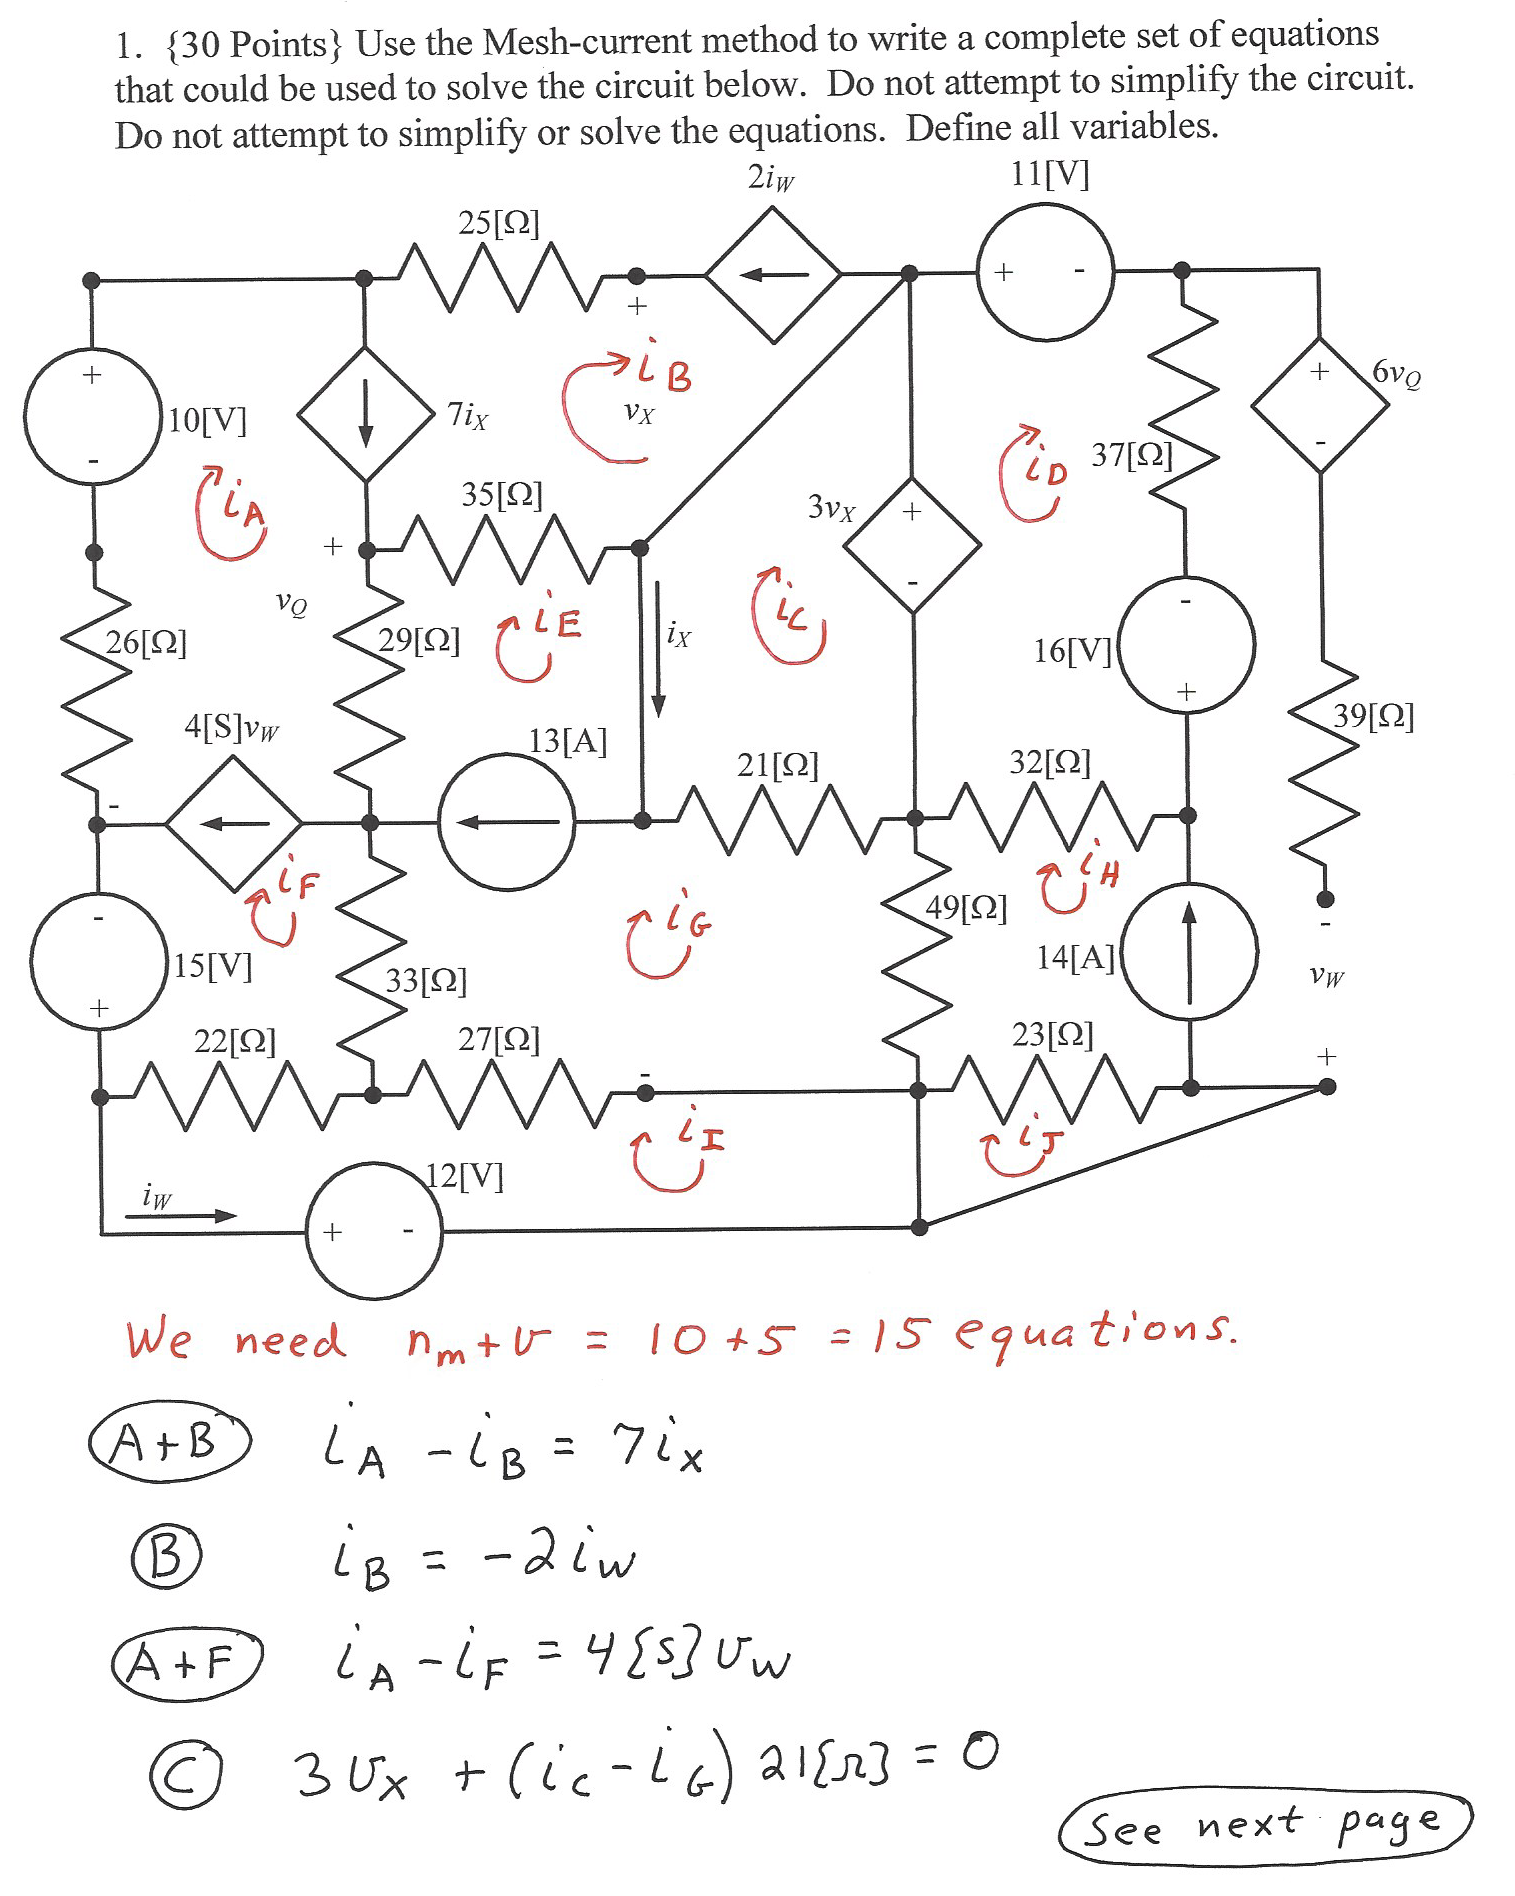 1. {30 Points} Use the Mesh-current method to write a complete set of equations
that could be used to solve the circuit below. Do not attempt to simplify the circuit.
Do not attempt to simplify or solve the equations. Define all variables.
2iW
11[V]
25[Ω]
+
+ -
+
iB
vX
+
6vQ
-
10[V]
7iX
-
iA
35[Ω]
iD
37[Ω]
3vX
+
-
+
vQ
26[Ω]
29[Ω]
iE
iX
iC
-
16[V]
+
39[Ω]
4[S]vW
13[A]
21[Ω]
32[Ω]
-
iF
iG
iH
49[Ω]
-
15[V]
+
33[Ω]
14[A]
-
vW
+
22[Ω]
27[Ω]
23[Ω]
-
iI
iJ
iW
12[V]
+ -
We need nm + v = 10 + 5 = 15 equations.
A+B iA - iB = 7iX
B iB = -2iW
A+F iA - iF = 4[S]vW
C 3vX + (iC - iG) 21[Ω] = 0
See next page